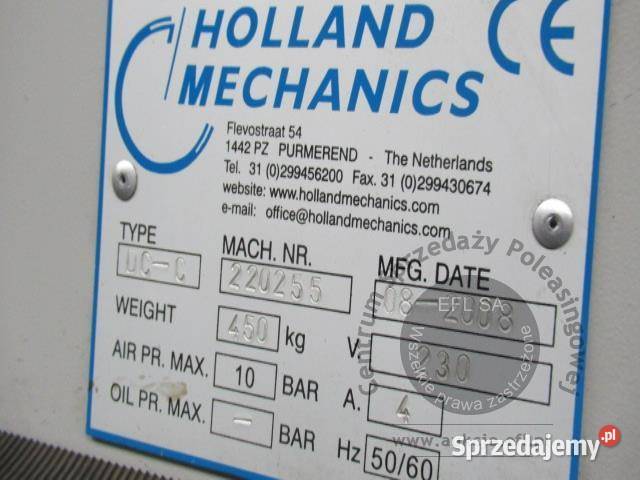 HOLLAND
MECHANICS
CE
Flevostraat 54
1442 PZ PURMEREND - The Netherlands
Tel. 31 (0)299456200 Fax. 31 (0)299430674
website: www.hollandmechanics.com
e-mail: office@hollandmechanics.com
TYPE UC-C
MACH. NR. 220255
MFG. DATE 08-2008
WEIGHT 450 kg
V. 230
AIR PR. MAX. 10 BAR
A. 4
OIL PR. MAX. - BAR
Hz 50/60
centrum sprzedaży Poleasingowej
EFL SA
Wszelkie prawa zastrzeżone
Sprzedajemy.pl